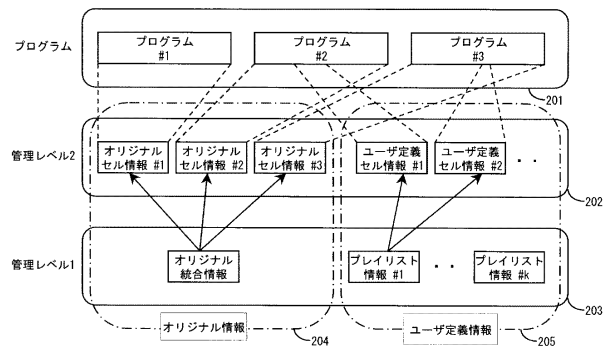 プログラム
プログラム
#1
プログラム
#2
プログラム
#3
201
管理レベル2
オリジナル
セル情報 #1
オリジナル
セル情報 #2
オリジナル
セル情報 #3
ユーザ定義
セル情報 #1
ユーザ定義
セル情報 #2
・・
202
管理レベル1
オリジナル
統合情報
プレイリスト
情報 #1
・・
プレイリスト
情報 #k
203
オリジナル情報
204
ユーザ定義情報
205